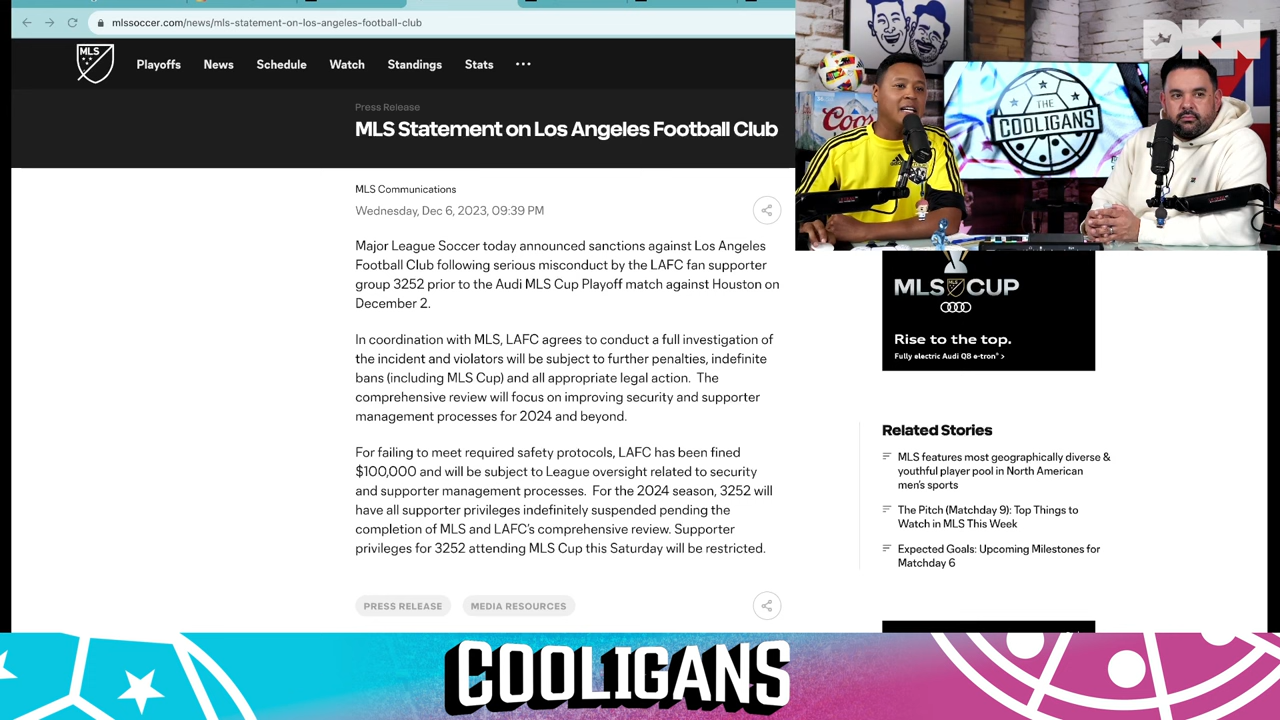 mlssoccer.com/news/mls-statement-on-los-angeles-football-club
MLS
Playoffs News Schedule Watch Standings Stats
Press Release
MLS Statement on Los Angeles Football Club
MLS Communications
Wednesday, Dec 6, 2023, 09:39 PM
Major League Soccer today announced sanctions against Los Angeles
Football Club following serious misconduct by the LAFC fan supporter
group 3252 prior to the Audi MLS Cup Playoff match against Houston on
December 2.
In coordination with MLS, LAFC agrees to conduct a full investigation of
the incident and violators will be subject to further penalties, indefinite
bans (including MLS Cup) and all appropriate legal action. The
comprehensive review will focus on improving security and supporter
management processes for 2024 and beyond.
For failing to meet required safety protocols, LAFC has been fined
$100,000 and will be subject to League oversight related to security
and supporter management processes. For the 2024 season, 3252 will
have all supporter privileges indefinitely suspended pending the
completion of MLS and LAFC's comprehensive review. Supporter
privileges for 3252 attending MLS Cup this Saturday will be restricted.
PRESS RELEASE MEDIA RESOURCES
DKN
THE
COOLIGANS
Coors
adidas
MLS CUP
Rise to the top.
Fully electric Audi Q8 e-tron® >
Related Stories
MLS features most geographically diverse &
youthful player pool in North American
men's sports
The Pitch (Matchday 9): Top Things to
Watch in MLS This Week
Expected Goals: Upcoming Milestones for
Matchday 6
COOLIGANS